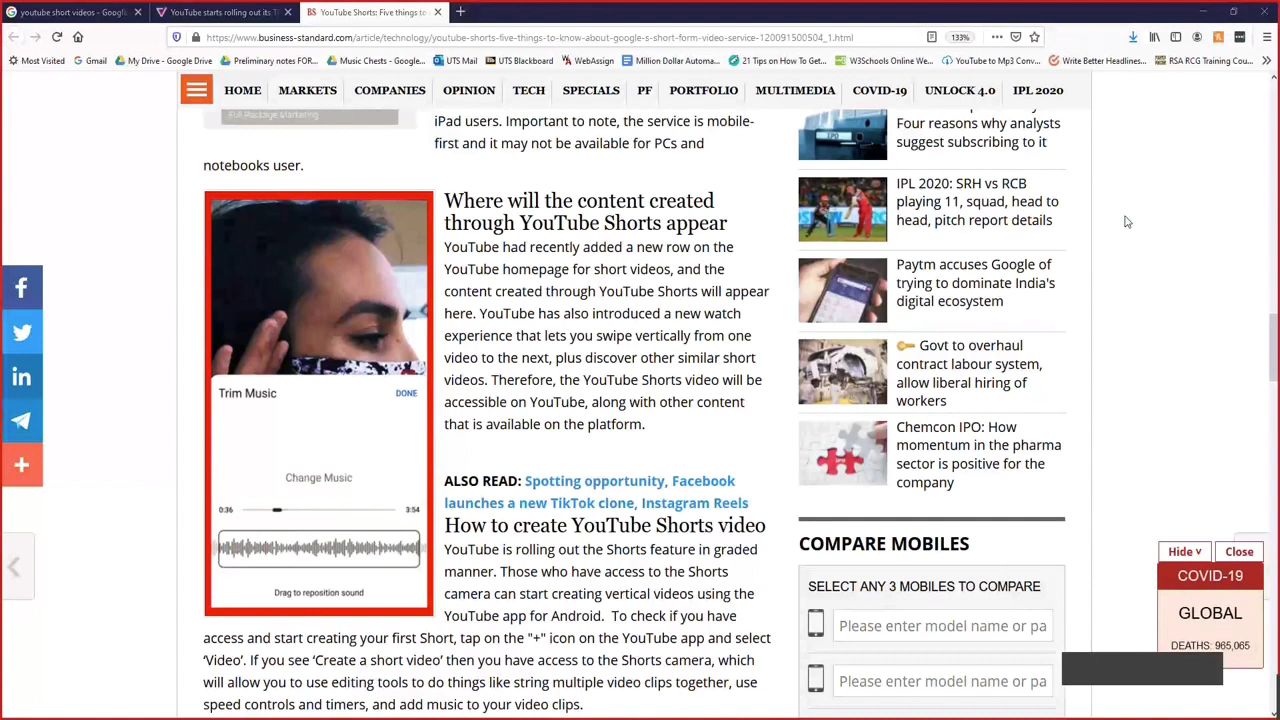 youtube short videos - Googl
YouTube starts rolling out its T
BS YouTube Shorts: Five things to
https://www.business-standard.com/article/technology/youtube-shorts-five-things-to-know-about-google-s-short-form-video-service-120091500504_1.html
133%
Most Visited
Gmail
My Drive - Google Drive
Preliminary notes FOR...
Music Chests - Google...
UTS Mail
UTS Blackboard
WebAssign
Million Dollar Automa...
21 Tips on How To Get...
W3Schools Online We...
YouTube to Mp3 Conv...
Write Better Headlines...
RSA RCG Training Cou...
HOME
MARKETS
COMPANIES
OPINION
TECH
SPECIALS
PF
PORTFOLIO
MULTIMEDIA
COVID-19
UNLOCK 4.0
IPL 2020
Full Package Marketing
iPad users. Important to note, the service is mobile-
first and it may not be available for PCs and
notebooks user.
Where will the content created
through YouTube Shorts appear
YouTube had recently added a new row on the
YouTube homepage for short videos, and the
content created through YouTube Shorts will appear
here. YouTube has also introduced a new watch
experience that lets you swipe vertically from one
video to the next, plus discover other similar short
videos. Therefore, the YouTube Shorts video will be
accessible on YouTube, along with other content
that is available on the platform.
Trim Music
DONE
Change Music
0:36
3:54
Drag to reposition sound
ALSO READ: Spotting opportunity, Facebook
launches a new TikTok clone, Instagram Reels
How to create YouTube Shorts video
YouTube is rolling out the Shorts feature in graded
manner. Those who have access to the Shorts
camera can start creating vertical videos using the
YouTube app for Android. To check if you have
access and start creating your first Short, tap on the "+" icon on the YouTube app and select
‘Video’. If you see ‘Create a short video’ then you have access to the Shorts camera, which
will allow you to use editing tools to do things like string multiple video clips together, use
speed controls and timers, and add music to your video clips.
Four reasons why analysts
suggest subscribing to it
IPO
IPL 2020: SRH vs RCB
playing 11, squad, head to
head, pitch report details
Paytm accuses Google of
trying to dominate India's
digital ecosystem
Govt to overhaul
contract labour system,
allow liberal hiring of
workers
Chemcon IPO: How
momentum in the pharma
sector is positive for the
company
COMPARE MOBILES
SELECT ANY 3 MOBILES TO COMPARE
Please enter model name or pa
Please enter model name or pa
Hide v
Close
COVID-19
GLOBAL
DEATHS: 965,065